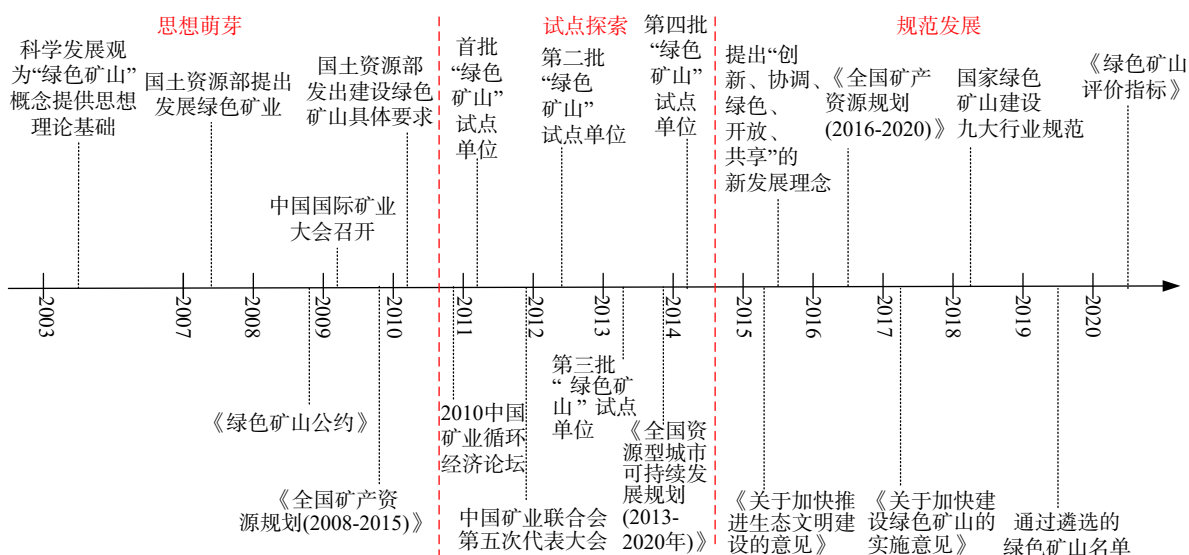 思想萌芽
试点探索
规范发展
科学发展观
为“绿色矿山”
概念提供思想
理论基础
国土资源部提出
发展绿色矿业
国土资源部
发出建设绿色
矿山具体要求
中国国际矿业
大会召开
首批
“绿色
矿山”
试点
单位
第二批
“绿色
矿山”
试点单位
第四批
“绿色
矿山”
试点
单位
提出“创
新、协调、
绿色、
开放、
共享”的
新发展理念
《全国矿产
资源规划
(2016-2020)》
国家绿色
矿山建设
九大行业规范
《绿色矿山
评价指标》
2003
2007
2008
2009
2010
2011
2012
2013
2014
2015
2016
2017
2018
2019
2020
《绿色矿山公约》
《全国矿产资
源规划(2008-2015)》
2010中国
矿业循环
经济论坛
中国矿业联合会
第五次代表大会
第三批
“ 绿色矿
山” 试点
单位
《全国资
源型城市
可持续发
展规划
(2013-
2020年)》
《关于加快推
进生态文明建
设的意见》
《关于加快建
设绿色矿山的
实施意见》
通过遴选的
绿色矿山名单